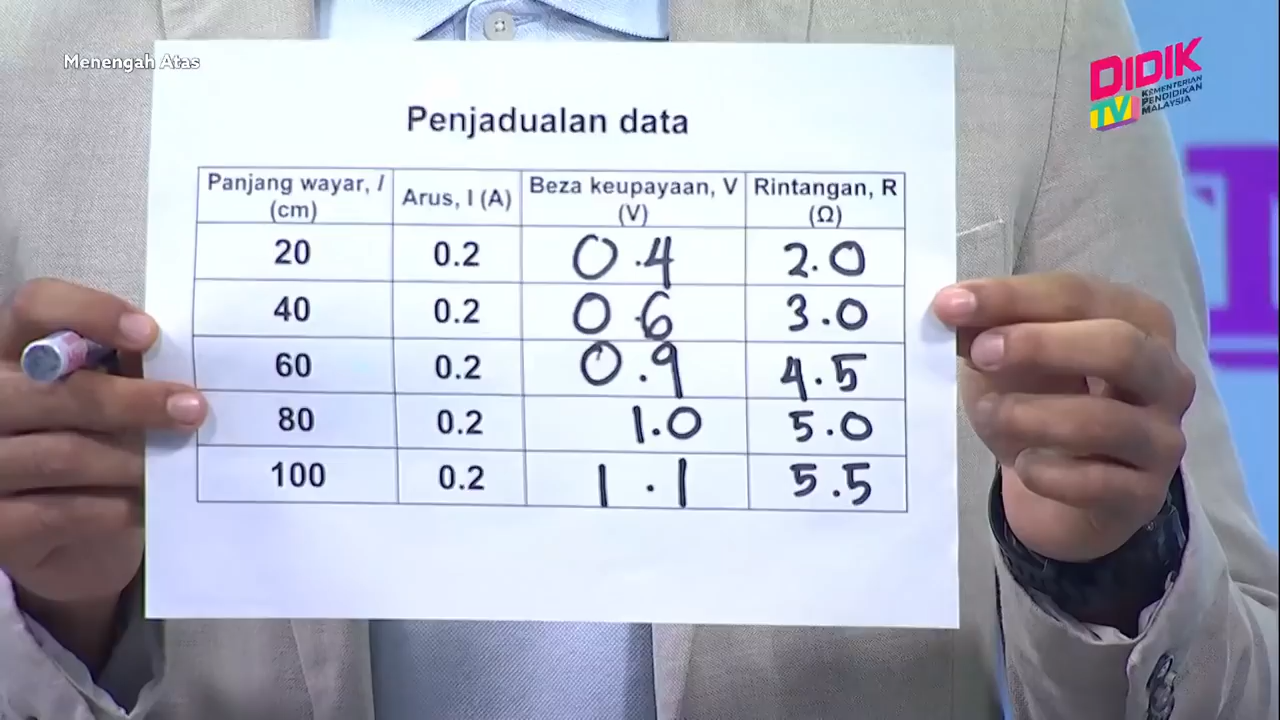 Menengah Atas
DIDIK
TV
KEMENTERIAN
PENDIDIKAN
MALAYSIA
Penjadualan data
Panjang wayar, l (cm) Arus, I (A) Beza keupayaan, V (V) Rintangan, R (Ω)
20 0.2 0.4 2.0
40 0.2 0.6 3.0
60 0.2 0.9 4.5
80 0.2 1.0 5.0
100 0.2 1.1 5.5